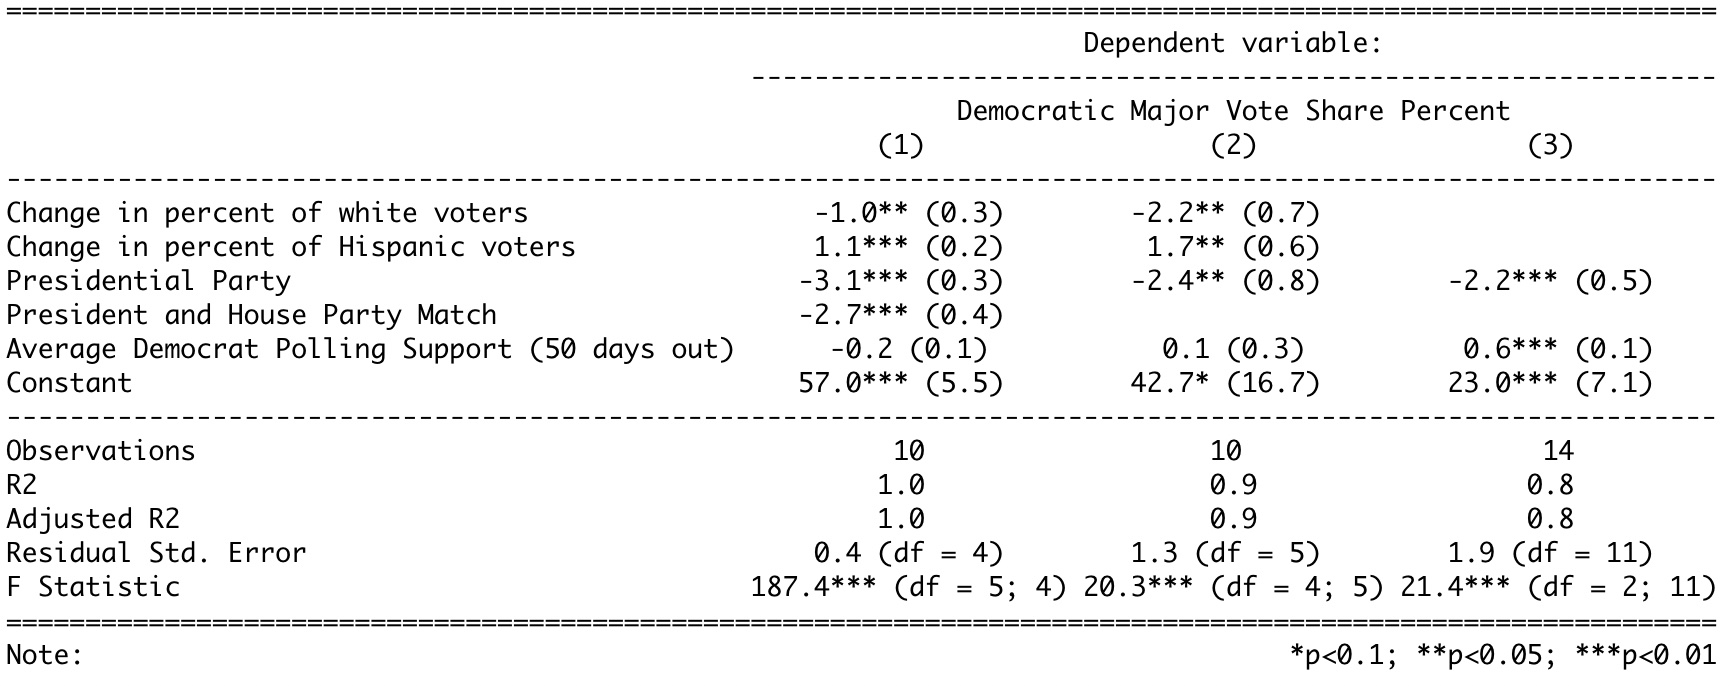 Dependent variable:
Democratic Major Vote Share Percent
(1) (2) (3)
Change in percent of white voters -1.0** (0.3) -2.2** (0.7)
Change in percent of Hispanic voters 1.1*** (0.2) 1.7** (0.6)
Presidential Party -3.1*** (0.3) -2.4** (0.8) -2.2*** (0.5)
President and House Party Match -2.7*** (0.4)
Average Democrat Polling Support (50 days out) -0.2 (0.1) 0.1 (0.3) 0.6*** (0.1)
Constant 57.0*** (5.5) 42.7* (16.7) 23.0*** (7.1)
Observations 10 10 14
R2 1.0 0.9 0.8
Adjusted R2 1.0 0.9 0.8
Residual Std. Error 0.4 (df = 4) 1.3 (df = 5) 1.9 (df = 11)
F Statistic 187.4*** (df = 5; 4) 20.3*** (df = 4; 5) 21.4*** (df = 2; 11)
Note: *p<0.1; **p<0.05; ***p<0.01